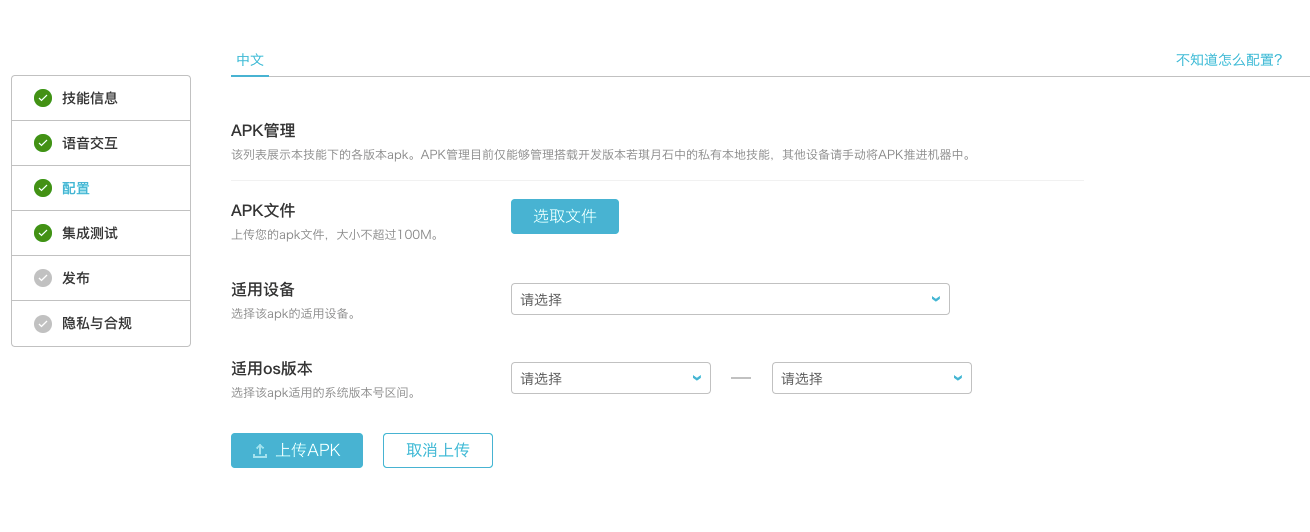 中文
不知道怎么配置?
技能信息
语音交互
配置
集成测试
发布
隐私与合规
APK管理
该列表展示本技能下的各版本apk。APK管理目前仅能够管理搭载开发版本若琪月石中的私有本地技能，其他设备请手动将APK推进机器中。
APK文件
上传您的apk文件，大小不超过100M。
选取文件
适用设备
选择该apk的适用设备。
请选择
适用os版本
选择该apk适用的系统版本号区间。
请选择 — 请选择
上传APK
取消上传